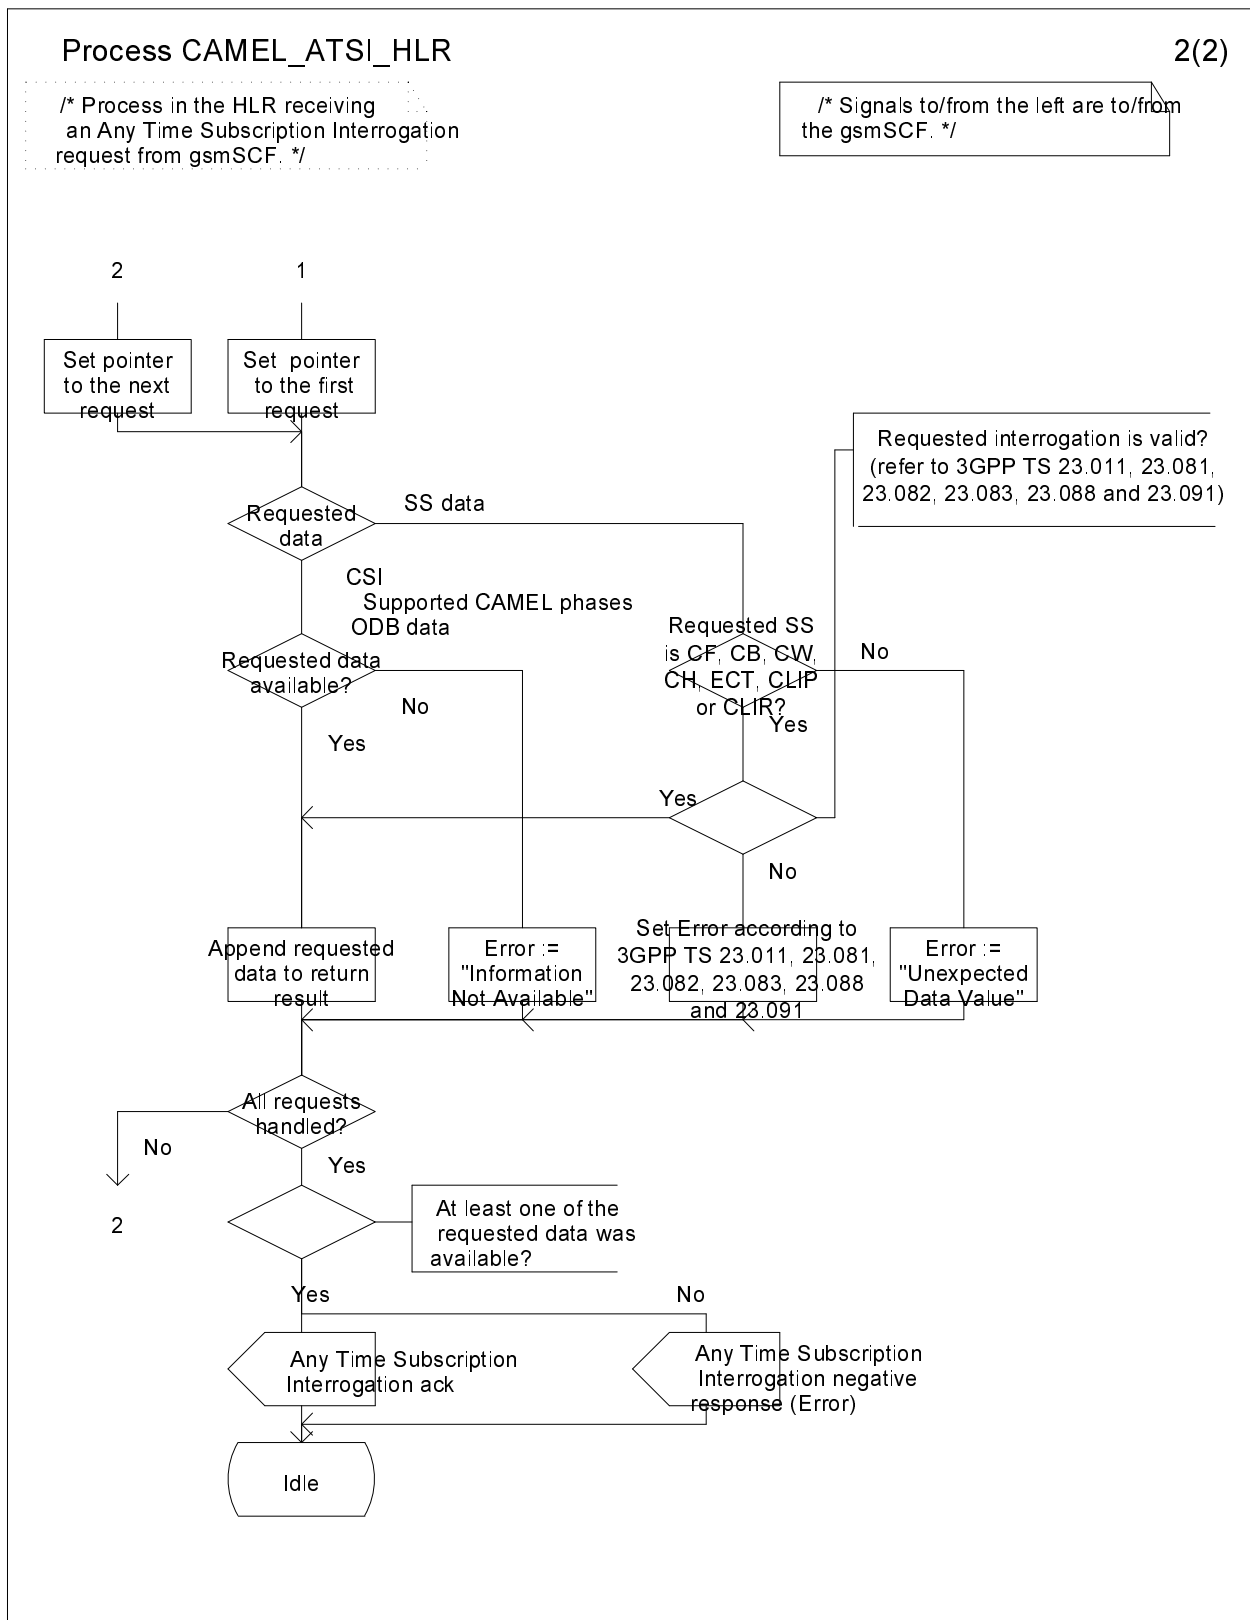 Process CAMEL_ATSI_HLR
2(2)
/* Process in the HLR receiving
an Any Time Subscription Interrogation
request from gsmSCF. */
/* Signals to/from the left are to/from
the gsmSCF. */
2
1
Set pointer
to the next
request
Set pointer
to the first
request
Requested interrogation is valid?
(refer to 3GPP TS 23.011, 23.081,
23.082, 23.083, 23.088 and 23.091)
Requested
data
SS data
CSI
Supported CAMEL phases
ODB data
Requested data
available?
No
Yes
Requested SS
is CF, CB, CW,
CH, ECT, CLIP
or CLIR?
No
Yes
Yes
No
Append requested
data to return
result
Error :=
"Information
Not Available"
Set Error according to
3GPP TS 23.011, 23.081,
23.082, 23.083, 23.088
and 23.091
Error :=
"Unexpected
Data Value"
All requests
handled?
No
Yes
2
At least one of the
requested data was
available?
Yes
No
Any Time Subscription
Interrogation ack
Any Time Subscription
Interrogation negative
response (Error)
Idle